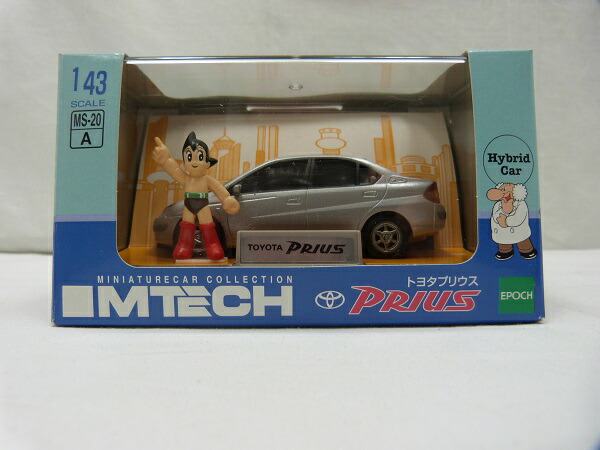 1/43
SCALE
MS-20
A
Hybrid
Car
TOYOTA PRIUS
MINIATURECAR COLLECTION
MTECH
トヨタプリウス
PRIUS
EPOCH